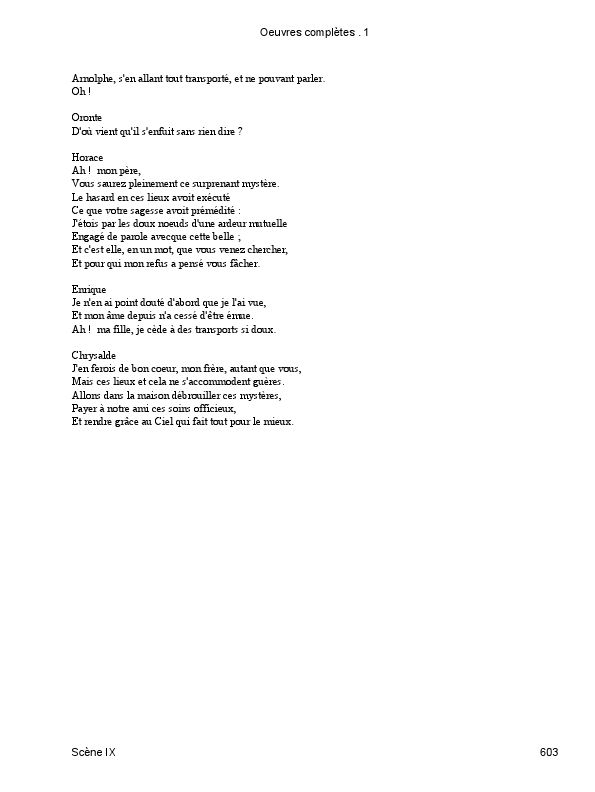 Oeuvres complètes . 1
Arnolphe, s'en allant tout transporté, et ne pouvant parler.
Oh !
Oronte
D'où vient qu'il s'enfuit sans rien dire ?
Horace
Ah !  mon père,
Vous saurez pleinement ce surprenant mystère.
Le hasard en ces lieux avoit exécuté
Ce que votre sagesse avoit prémédité :
J'étois par les doux noeuds d'une ardeur mutuelle
Engagé de parole avecque cette belle ;
Et c'est elle, en un mot, que vous venez chercher,
Et pour qui mon refus a pensé vous fâcher.
Enrique
Je n'en ai point douté d'abord que je l'ai vue,
Et mon âme depuis n'a cessé d'être émue.
Ah !  ma fille, je cède à des transports si doux.
Chrysalde
J'en ferois de bon coeur, mon frère, autant que vous,
Mais ces lieux et cela ne s'accommodent guères.
Allons dans la maison débrouiller ces mystères,
Payer à notre ami ces soins officieux,
Et rendre grâce au Ciel qui fait tout pour le mieux.
Scène IX
603